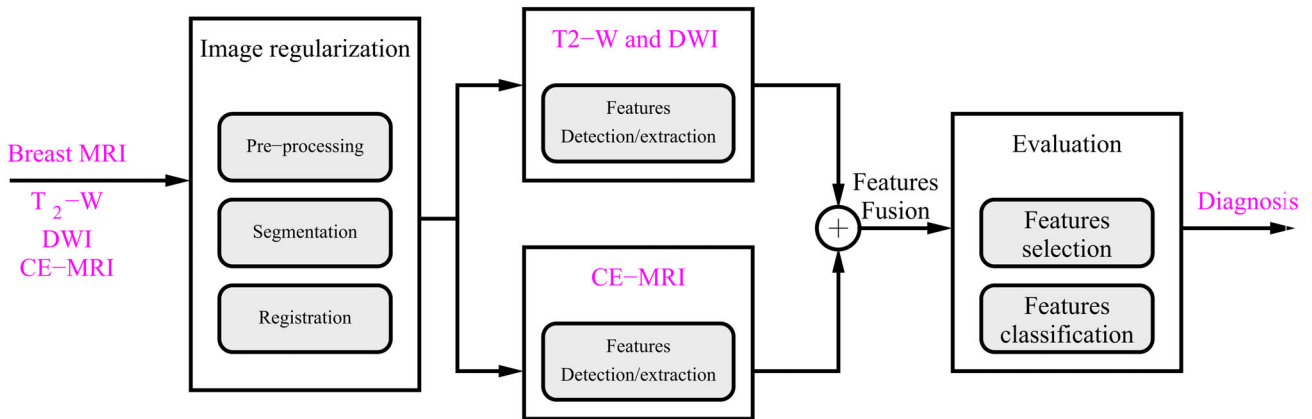 Breast MRI
T 2−W
DWI
CE−MRI
Image regularization
Pre−processing
Segmentation
Registration
T2−W and DWI
Features
Detection/extraction
CE−MRI
Features
Detection/extraction
+
Features
Fusion
Evaluation
Features
selection
Features
classification
Diagnosis